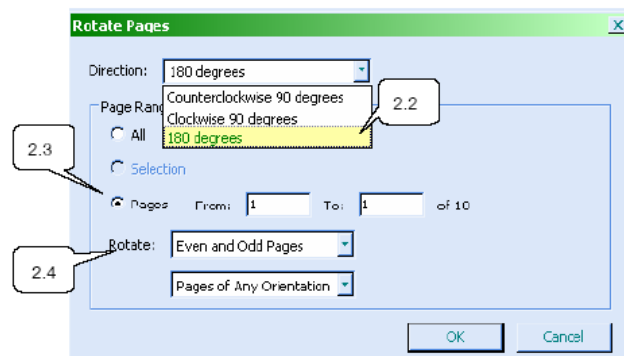 Rotate Pages X
Direction: 180 degrees
Counterclockwise 90 degrees
2.2
Page Rang
Clockwise 90 degrees
All
180 degrees
2.3
Selection
Pages From: 1 To: 1 of 10
Rotate: Even and Odd Pages
2.4
Pages of Any Orientation
OK Cancel